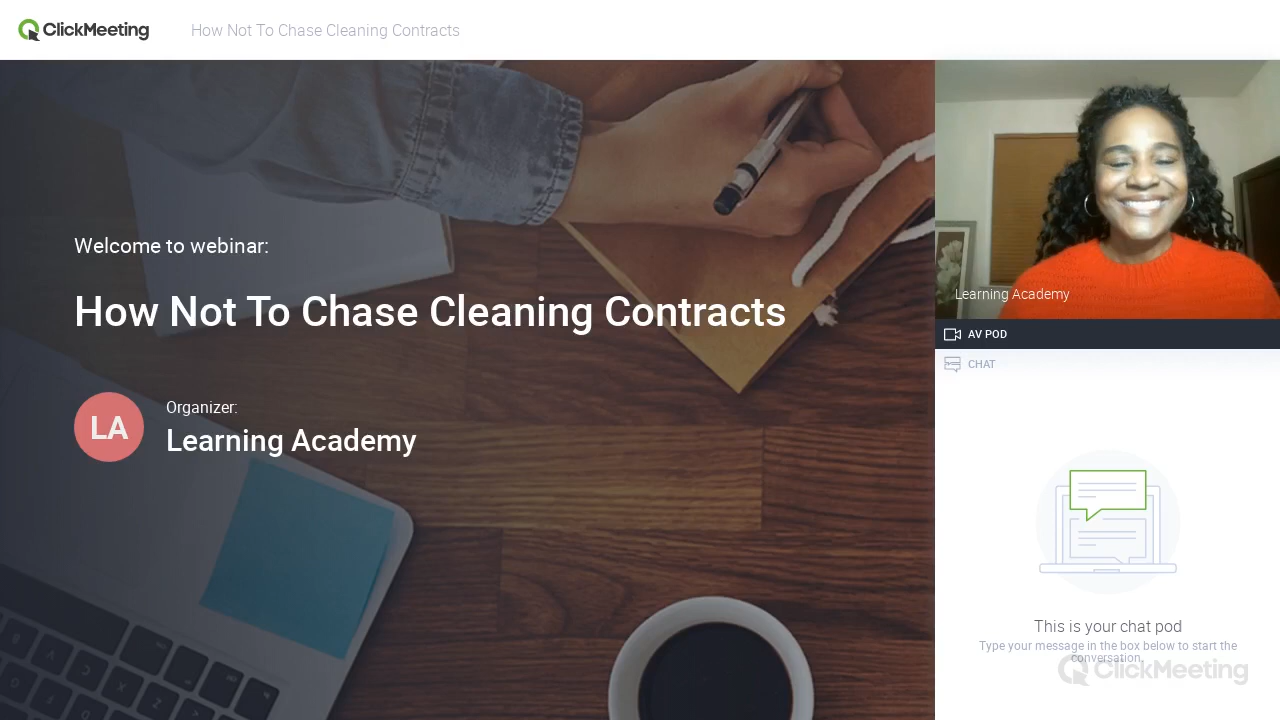 ClickMeeting
How Not To Chase Cleaning Contracts
Welcome to webinar:
How Not To Chase Cleaning Contracts
LA
Organizer:
Learning Academy
Learning Academy
AV POD
CHAT
This is your chat pod
Type your message in the box below to start the
conversation.
ClickMeeting